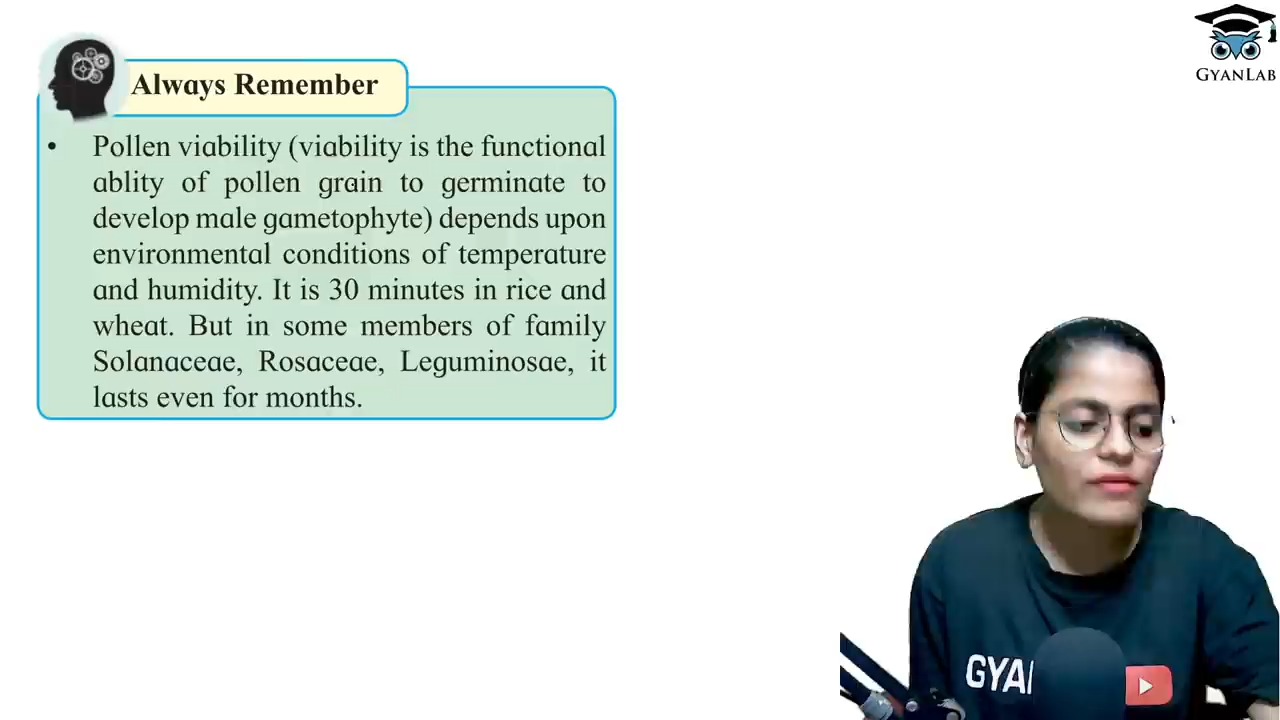 GYANLAB
Always Remember
• Pollen viability (viability is the functional
ablity of pollen grain to germinate to
develop male gametophyte) depends upon
environmental conditions of temperature
and humidity. It is 30 minutes in rice and
wheat. But in some members of family
Solanaceae, Rosaceae, Leguminosae, it
lasts even for months.
GYAN